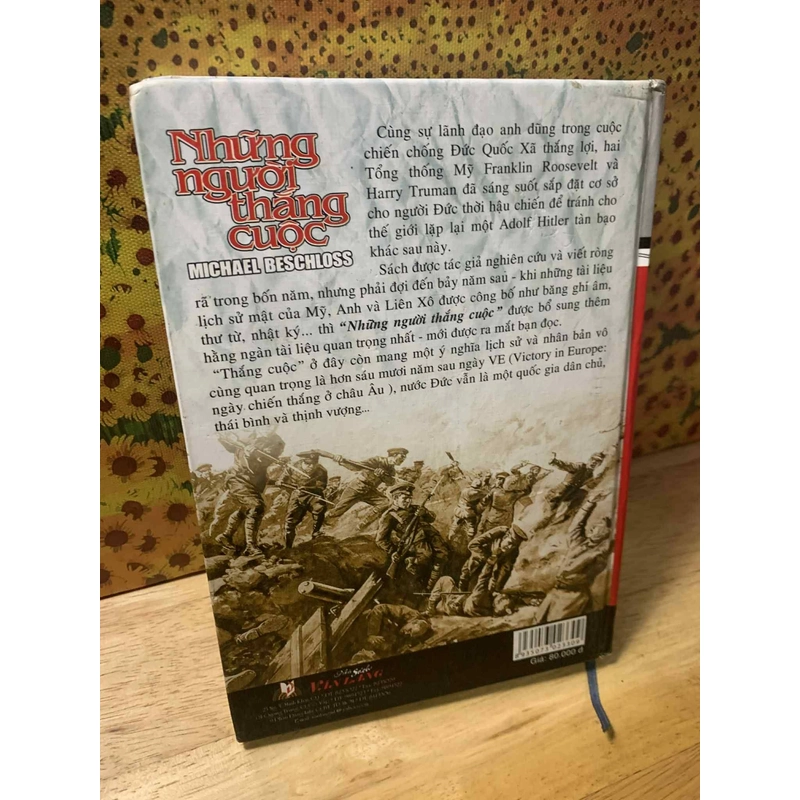 Những
người
thắng
cuộc
MICHAEL BESCHLOSS
Cùng sự lãnh đạo anh dũng trong cuộc
chiến chống Đức Quốc Xã thắng lợi, hai
Tổng thống Mỹ Franklin Roosevelt và
Harry Truman đã sáng suốt sắp đặt cơ sở
cho người Đức thời hậu chiến để tránh cho
thế giới lặp lại một Adolf Hitler tàn bạo
khác sau này.
Sách được tác giả nghiên cứu và viết ròng
rã trong bốn năm, nhưng phải đợi đến bảy năm sau - khi những tài liệu
lịch sử mật của Mỹ, Anh và Liên Xô được công bố như băng ghi âm,
thư từ, nhật ký... thì “Những người thắng cuộc” được bổ sung thêm
hằng ngàn tài liệu quan trọng nhất - mới được ra mắt bạn đọc.
“Thắng cuộc” ở đây còn mang một ý nghĩa lịch sử và nhân bản vô
cùng quan trọng là hơn sáu mươi năm sau ngày VE (Victory in Europe:
ngày chiến thắng ở châu Âu ), nước Đức vẫn là một quốc gia dân chủ,
thái bình và thịnh vượng...
Giá: 80.000 đ
VĂN LANG